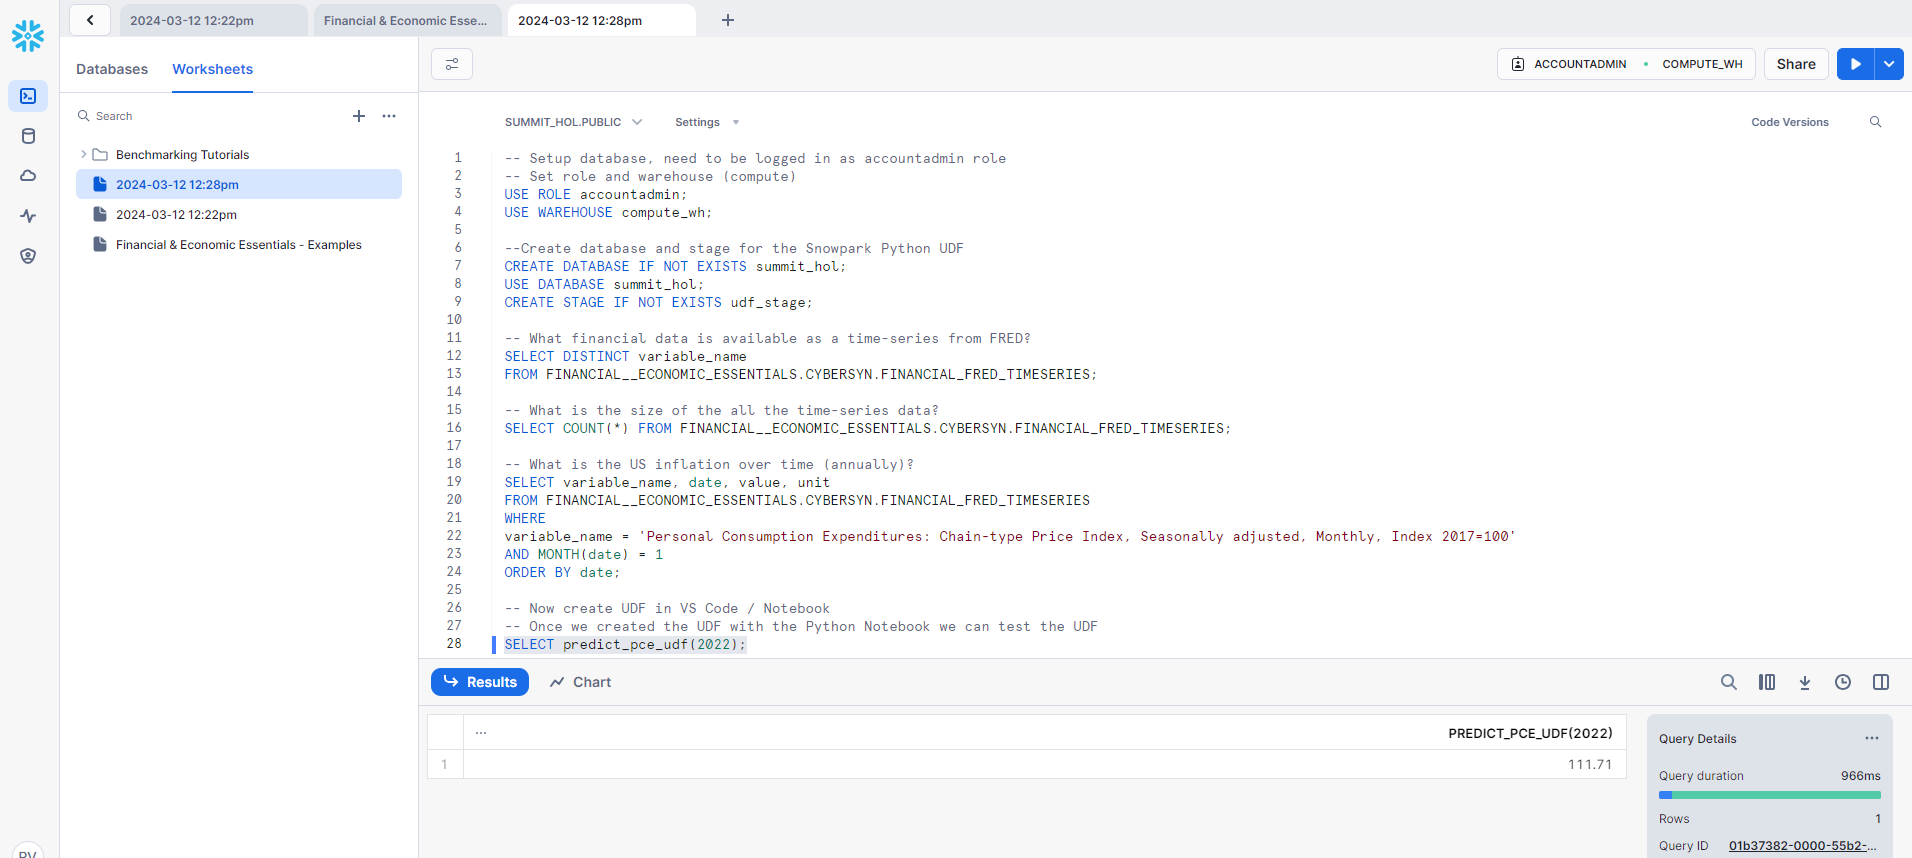 2024-03-12 12:22pm
Financial & Economic Esse...
2024-03-12 12:28pm
Databases
Worksheets
ACCOUNTADMIN
COMPUTE_WH
Share
Search
Benchmarking Tutorials
2024-03-12 12:28pm
2024-03-12 12:22pm
Financial & Economic Essentials - Examples
SUMMIT_HOL.PUBLIC
Settings
Code Versions
1 -- Setup database, need to be logged in as accountadmin role
2 -- Set role and warehouse (compute)
3 USE ROLE accountadmin;
4 USE WAREHOUSE compute_wh;
5
6 --Create database and stage for the Snowpark Python UDF
7 CREATE DATABASE IF NOT EXISTS summit_hol;
8 USE DATABASE summit_hol;
9 CREATE STAGE IF NOT EXISTS udf_stage;
10
11 -- What financial data is available as a time-series from FRED?
12 SELECT DISTINCT variable_name
13 FROM FINANCIAL__ECONOMIC_ESSENTIALS.CYBERSYN.FINANCIAL_FRED_TIMESERIES;
14
15 -- What is the size of the all the time-series data?
16 SELECT COUNT(*) FROM FINANCIAL__ECONOMIC_ESSENTIALS.CYBERSYN.FINANCIAL_FRED_TIMESERIES;
17
18 -- What is the US inflation over time (annually)?
19 SELECT variable_name, date, value, unit
20 FROM FINANCIAL__ECONOMIC_ESSENTIALS.CYBERSYN.FINANCIAL_FRED_TIMESERIES
21 WHERE
22 variable_name = 'Personal Consumption Expenditures: Chain-type Price Index, Seasonally adjusted, Monthly, Index 2017=100'
23 AND MONTH(date) = 1
24 ORDER BY date;
25
26 -- Now create UDF in VS Code / Notebook
27 -- Once we created the UDF with the Python Notebook we can test the UDF
28 SELECT predict_pce_udf(2022);
Results
Chart
... PREDICT_PCE_UDF(2022)
1 111.71
Query Details
...
Query duration 966ms
Rows 1
Query ID 01b37382-0000-55b2-...